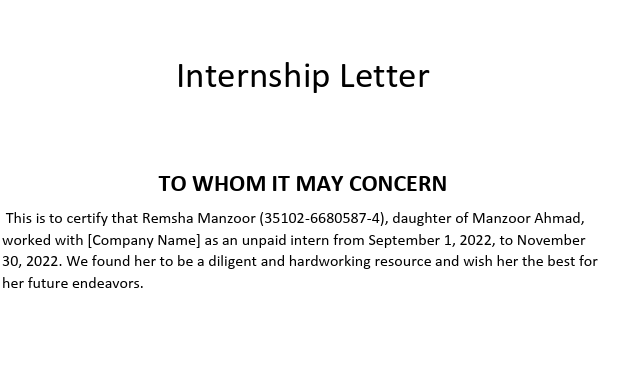 Internship Letter
TO WHOM IT MAY CONCERN
This is to certify that Remsha Manzoor (35102-6680587-4), daughter of Manzoor Ahmad,
worked with [Company Name] as an unpaid intern from September 1, 2022, to November
30, 2022. We found her to be a diligent and hardworking resource and wish her the best for
her future endeavors.